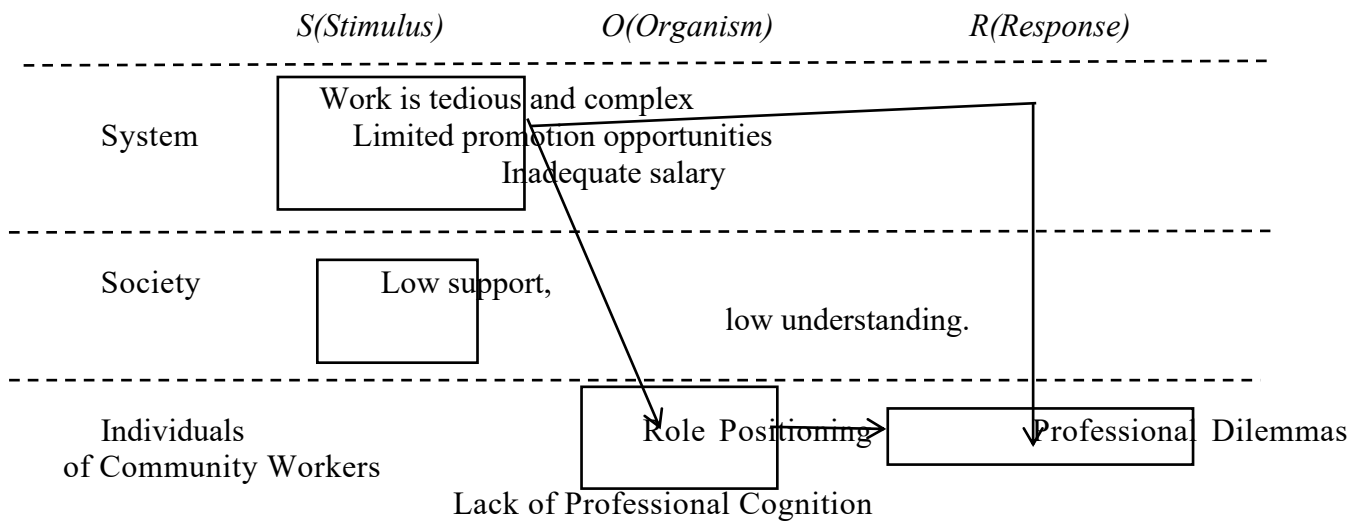 S(Stimulus) O(Organism) R(Response)
Work is tedious and complex
System Limited promotion opportunities
Inadequate salary
Society Low support,
low understanding.
Individuals Role Positioning Professional Dilemmas
of Community Workers
Lack of Professional Cognition